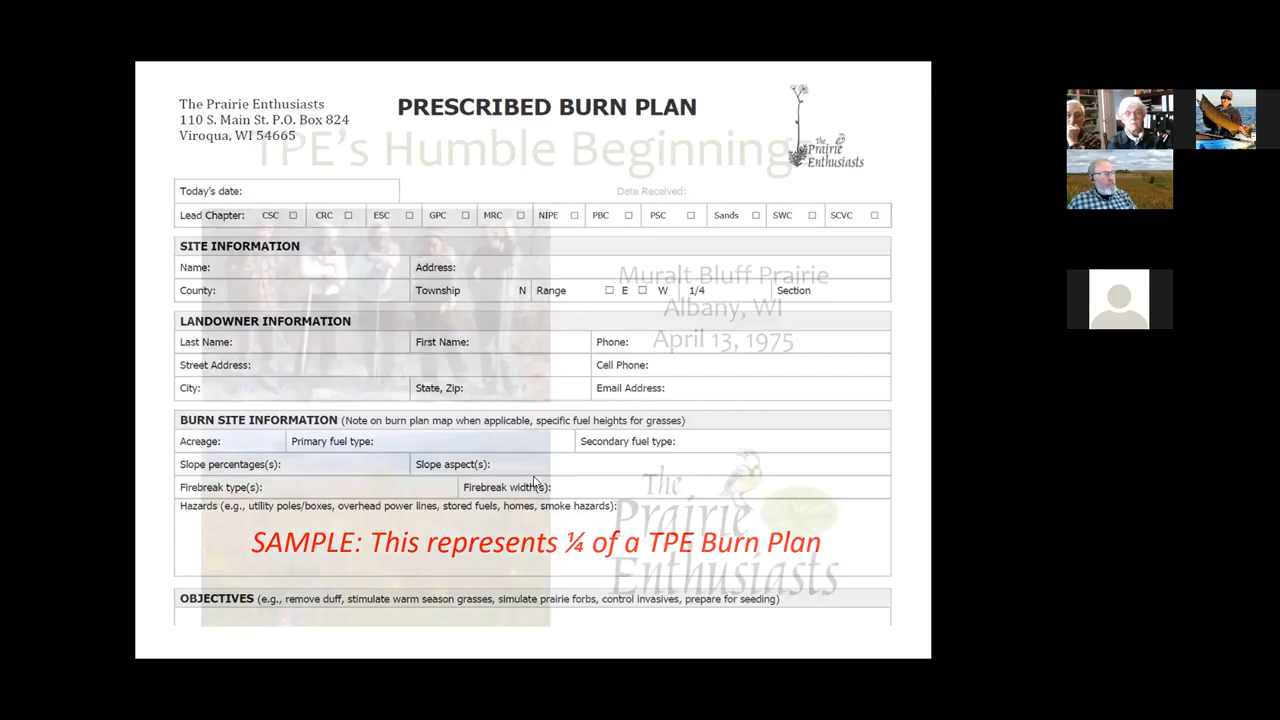 The Prairie Enthusiasts
110 S. Main St. P.O. Box 824
Viroqua, WI 54665
PRESCRIBED BURN PLAN
The Prairie Enthusiasts
TPE's Humble Beginning
Today's date: Date Received:
Lead Chapter: CSC ☐ CRC ☐ ESC ☐ GPC ☐ MRC ☐ NIPE ☐ PBC ☐ PSC ☐ Sands ☐ SWC ☐ SCVC ☐
SITE INFORMATION
Name: Address:
County: Township N Range ☐ E ☐ W 1/4 Section
Muralt Bluff Prairie
Albany, WI
April 13, 1975
LANDOWNER INFORMATION
Last Name: First Name: Phone:
Street Address: Cell Phone:
City: State, Zip: Email Address:
BURN SITE INFORMATION (Note on burn plan map when applicable, specific fuel heights for grasses)
Acreage: Primary fuel type: Secondary fuel type:
Slope percentages(s): Slope aspect(s):
Firebreak type(s): Firebreak width(s):
Hazards (e.g., utility poles/boxes, overhead power lines, stored fuels, homes, smoke hazards):
SAMPLE: This represents ¼ of a TPE Burn Plan
The
Prairie
Enthusiasts
OBJECTIVES (e.g., remove duff, stimulate warm season grasses, simulate prairie forbs, control invasives, prepare for seeding)